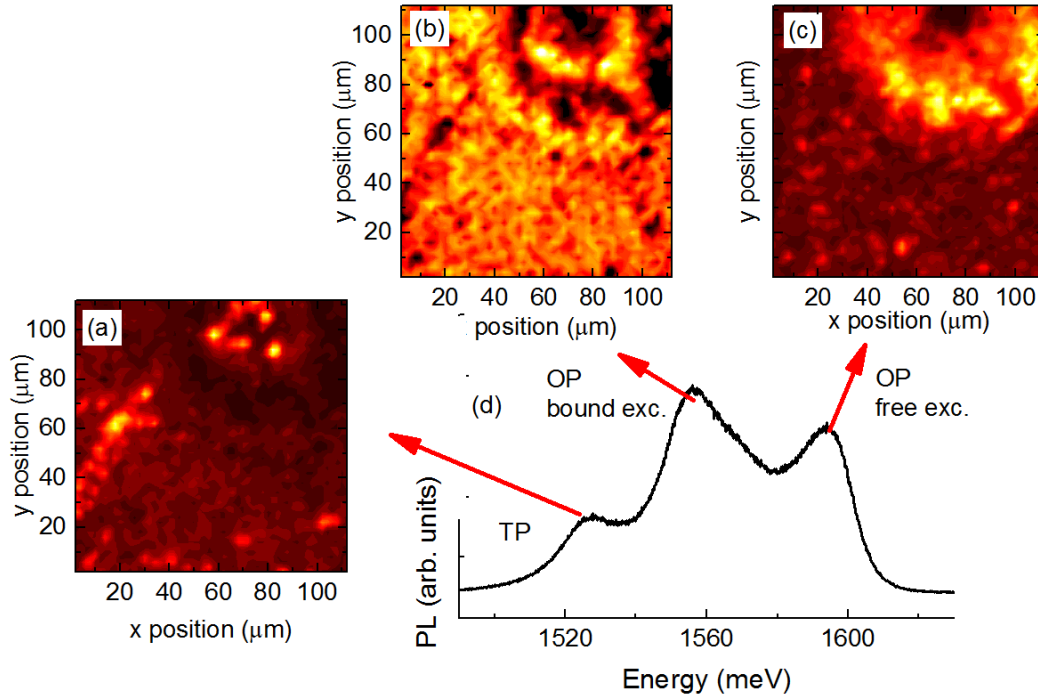 (b)
100
80
60
40
20
y position (μm)
20 40 60 80 100
position (μm)
(c)
100
80
60
40
20
y position (μm)
20 40 60 80 100
x position (μm)
(a)
100
80
60
40
20
y position (μm)
20 40 60 80 100
x position (μm)
(d)
OP
bound exc.
OP
free exc.
TP
PL (arb. units)
1520 1560 1600
Energy (meV)